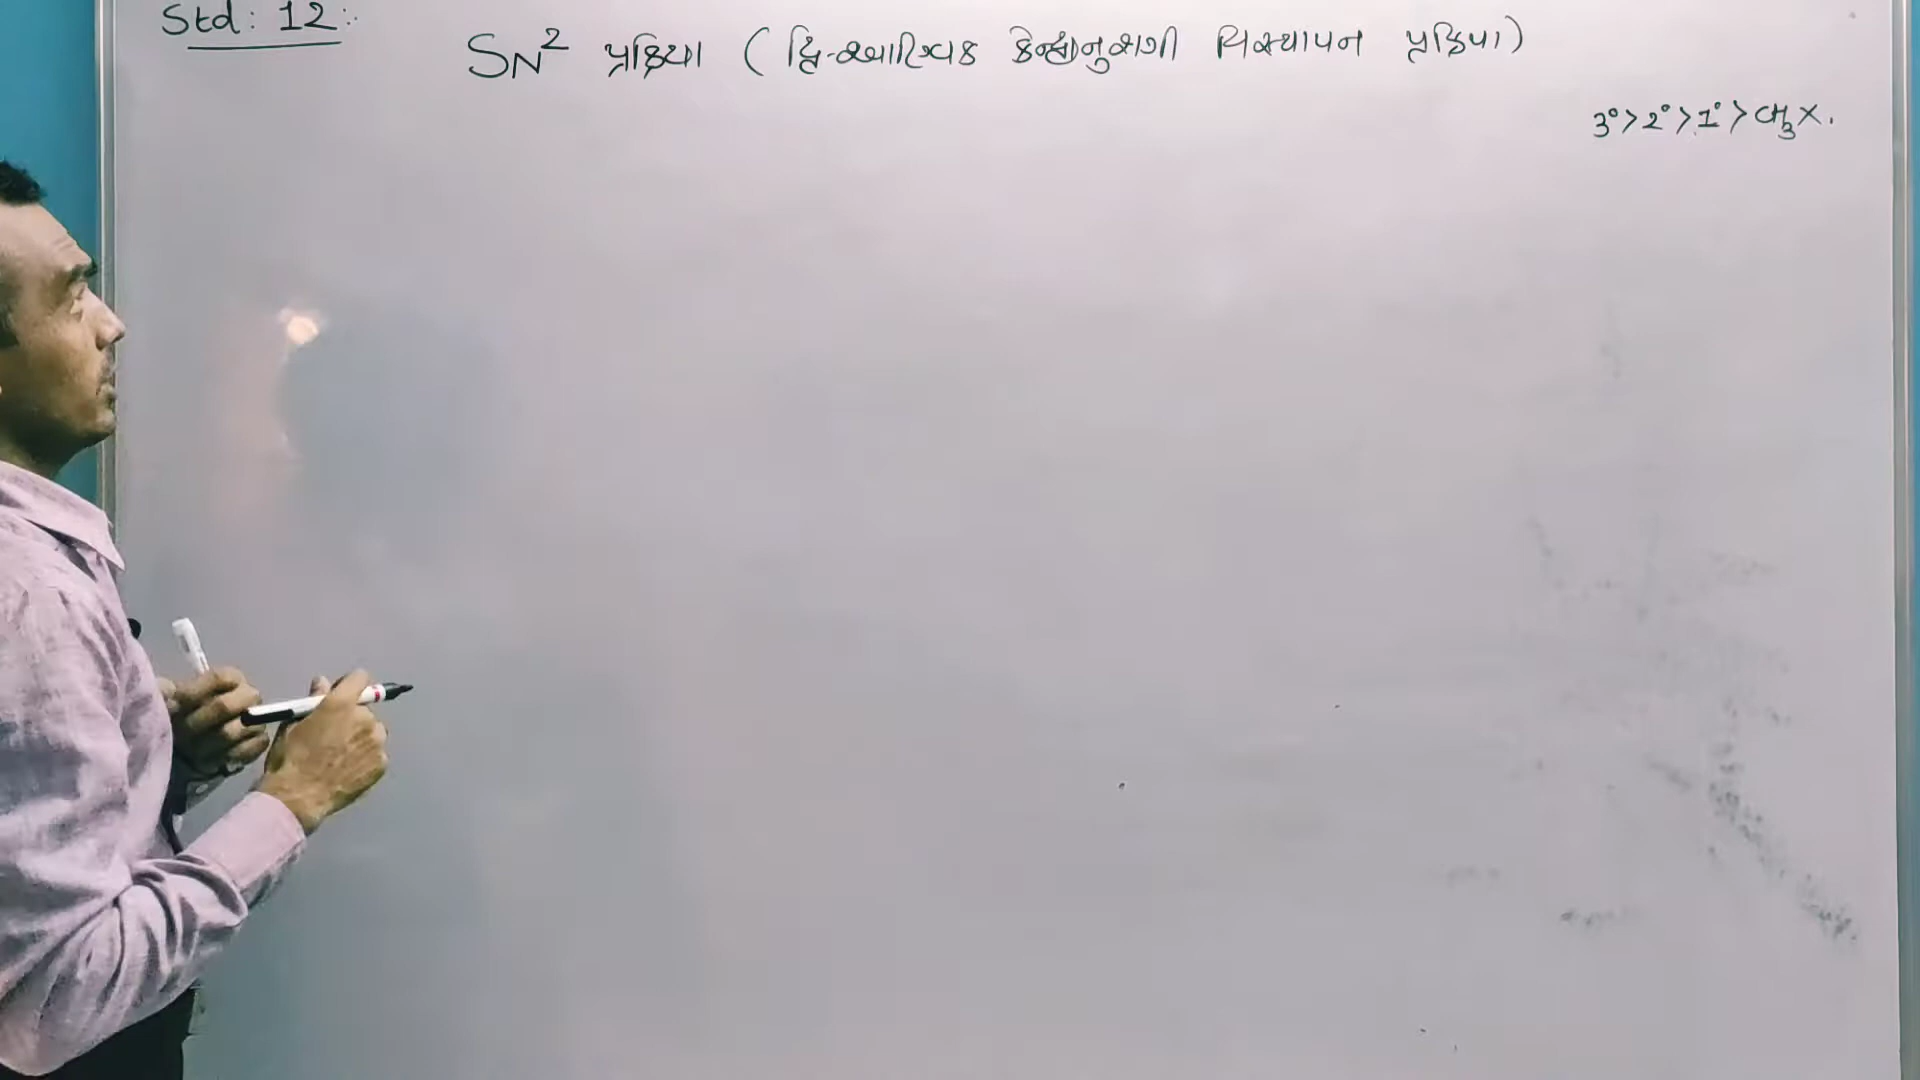 Std: 12:
SN² પ્રક્રિયા (દ્વિ-આણ્વિક કેન્દ્રાનુરાગી વિસ્થાપન પ્રક્રિયા)
3° > 2° > 1° > CH₃X.